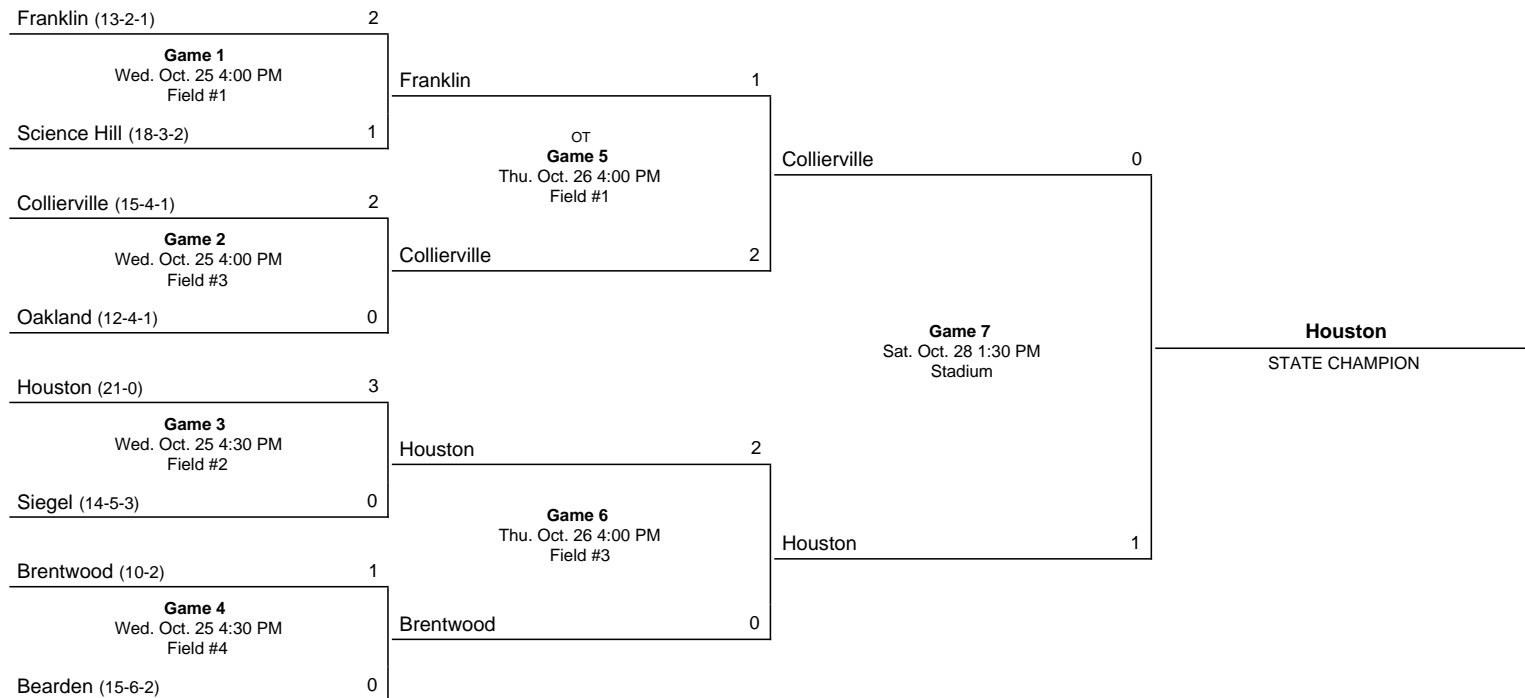 Franklin (13-2-1) 2
Game 1
Wed. Oct. 25 4:00 PM
Field #1
Science Hill (18-3-2) 1
Collierville (15-4-1) 2
Game 2
Wed. Oct. 25 4:00 PM
Field #3
Oakland (12-4-1) 0
Houston (21-0) 3
Game 3
Wed. Oct. 25 4:30 PM
Field #2
Siegel (14-5-3) 0
Brentwood (10-2) 1
Game 4
Wed. Oct. 25 4:30 PM
Field #4
Bearden (15-6-2) 0
Franklin 1
OT
Game 5
Thu. Oct. 26 4:00 PM
Field #1
Collierville 2
Houston 2
Game 6
Thu. Oct. 26 4:00 PM
Field #3
Brentwood 0
Collierville 0
Game 7
Sat. Oct. 28 1:30 PM
Stadium
Houston 1
Houston
STATE CHAMPION